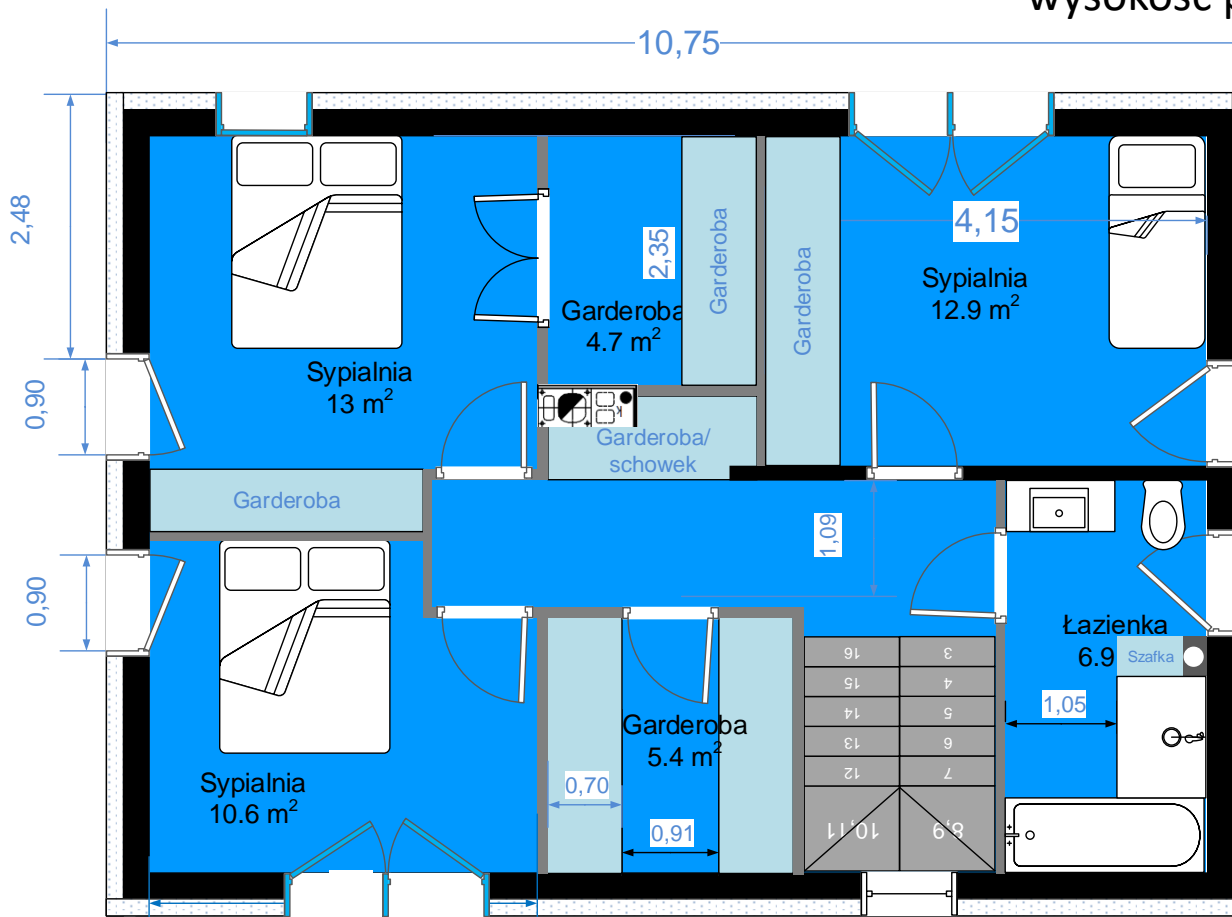 wysokość p
10,75
2,48
0,90
0,90
Sypialnia
13 m²
2,35
Garderoba
4.7 m²
Garderoba
Garderoba
4,15
Sypialnia
12.9 m²
K
Garderoba/
schowek
Garderoba
1,09
Łazienka
6.9
Szafka
1,05
Sypialnia
10.6 m²
Garderoba
5.4 m²
0,70
0,91
16
3
15
4
14
5
13
6
12
7
10,11
8,9